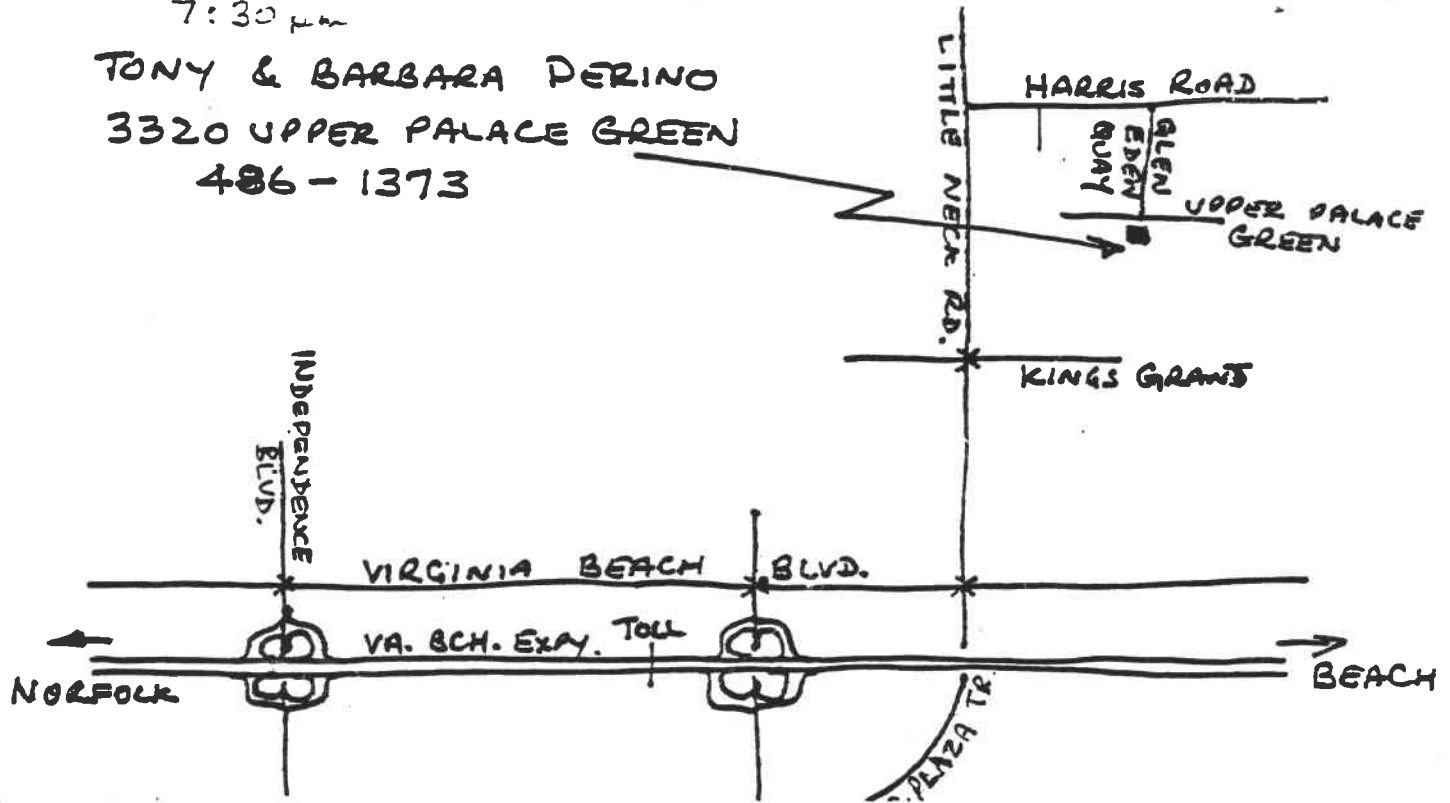 7:30 pm
TONY & BARBARA DERINO
3320 UPPER PALACE GREEN
486-1373
LITTLE NECK RD.
HARRIS ROAD
GLEN
EDEN
QUAY
UPPER PALACE
GREEN
KINGS GRANT
INDEPENDENCE
BLVD.
VIRGINIA BEACH BLVD.
VA. BCH. EXPY. TOLL
NORFOLK
BEACH
S. PLAZA TR.